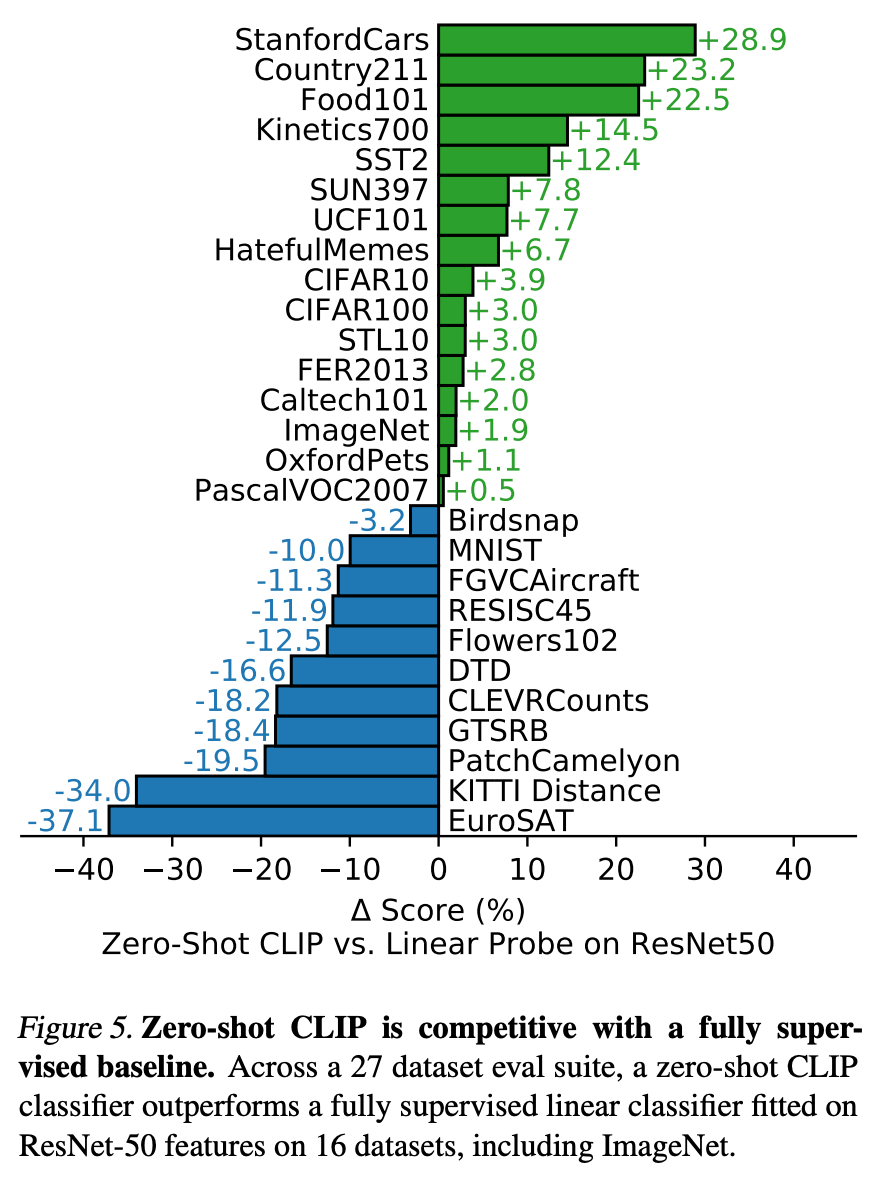 StanfordCars +28.9
Country211 +23.2
Food101 +22.5
Kinetics700 +14.5
SST2 +12.4
SUN397 +7.8
UCF101 +7.7
HatefulMemes +6.7
CIFAR10 +3.9
CIFAR100 +3.0
STL10 +3.0
FER2013 +2.8
Caltech101 +2.0
ImageNet +1.9
OxfordPets +1.1
PascalVOC2007 +0.5
-3.2 Birdsnap
-10.0 MNIST
-11.3 FGVCAircraft
-11.9 RESISC45
-12.5 Flowers102
-16.6 DTD
-18.2 CLEVRCounts
-18.4 GTSRB
-19.5 PatchCamelyon
-34.0 KITTI Distance
-37.1 EuroSAT
−40 −30 −20 −10 0 10 20 30 40
Δ Score (%)
Zero-Shot CLIP vs. Linear Probe on ResNet50
Figure 5. Zero-shot CLIP is competitive with a fully super-
vised baseline. Across a 27 dataset eval suite, a zero-shot CLIP
classifier outperforms a fully supervised linear classifier fitted on
ResNet-50 features on 16 datasets, including ImageNet.